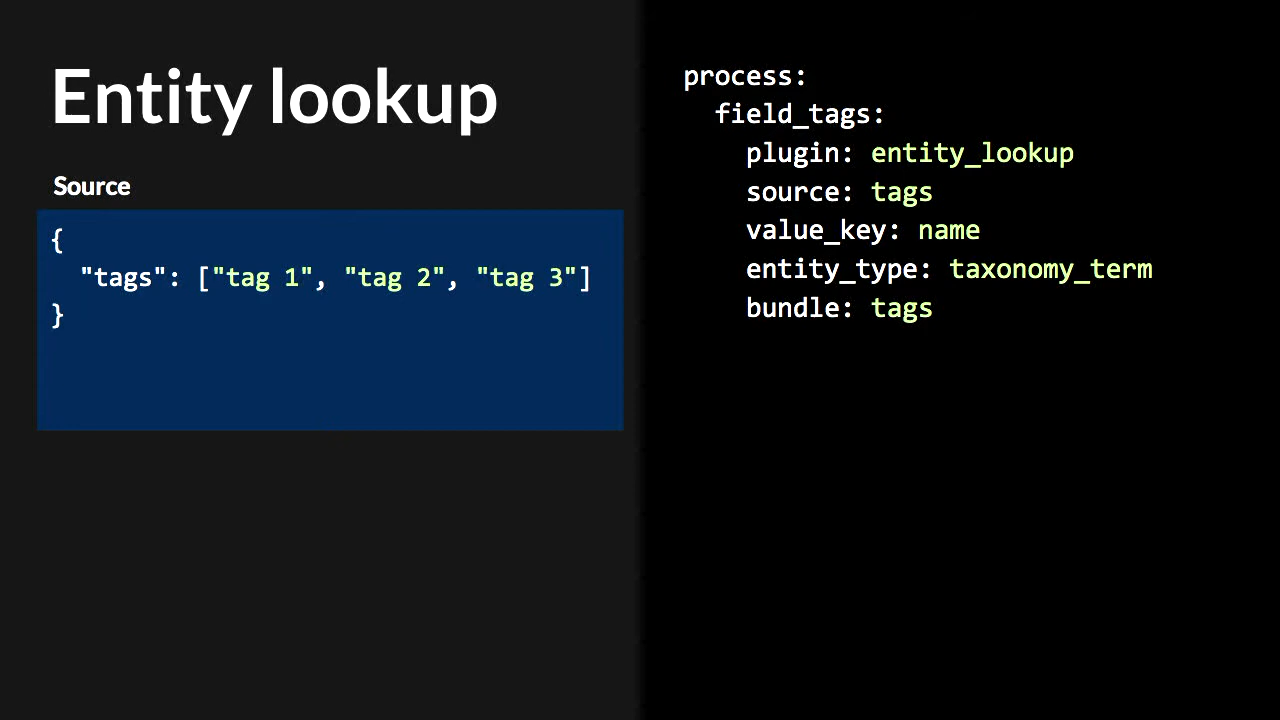 Entity lookup
Source
{
  "tags": ["tag 1", "tag 2", "tag 3"]
}
process:
  field_tags:
    plugin: entity_lookup
    source: tags
    value_key: name
    entity_type: taxonomy_term
    bundle: tags